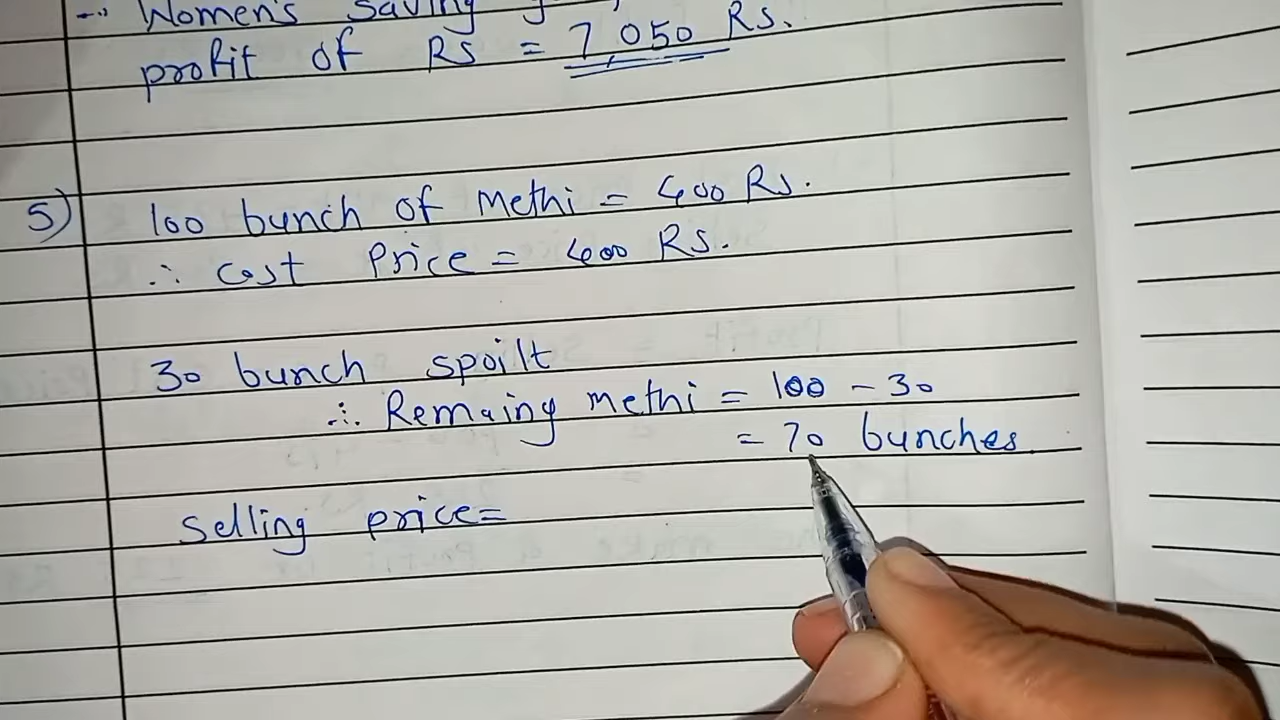 Women's Saving
profit of Rs = 7,050 Rs.
5) 100 bunch of Methi = 400 Rs.
∴ Cost Price = 400 Rs.
30 bunch spoilt
∴ Remaing methi = 100 - 30
= 70 bunches.
Selling price=